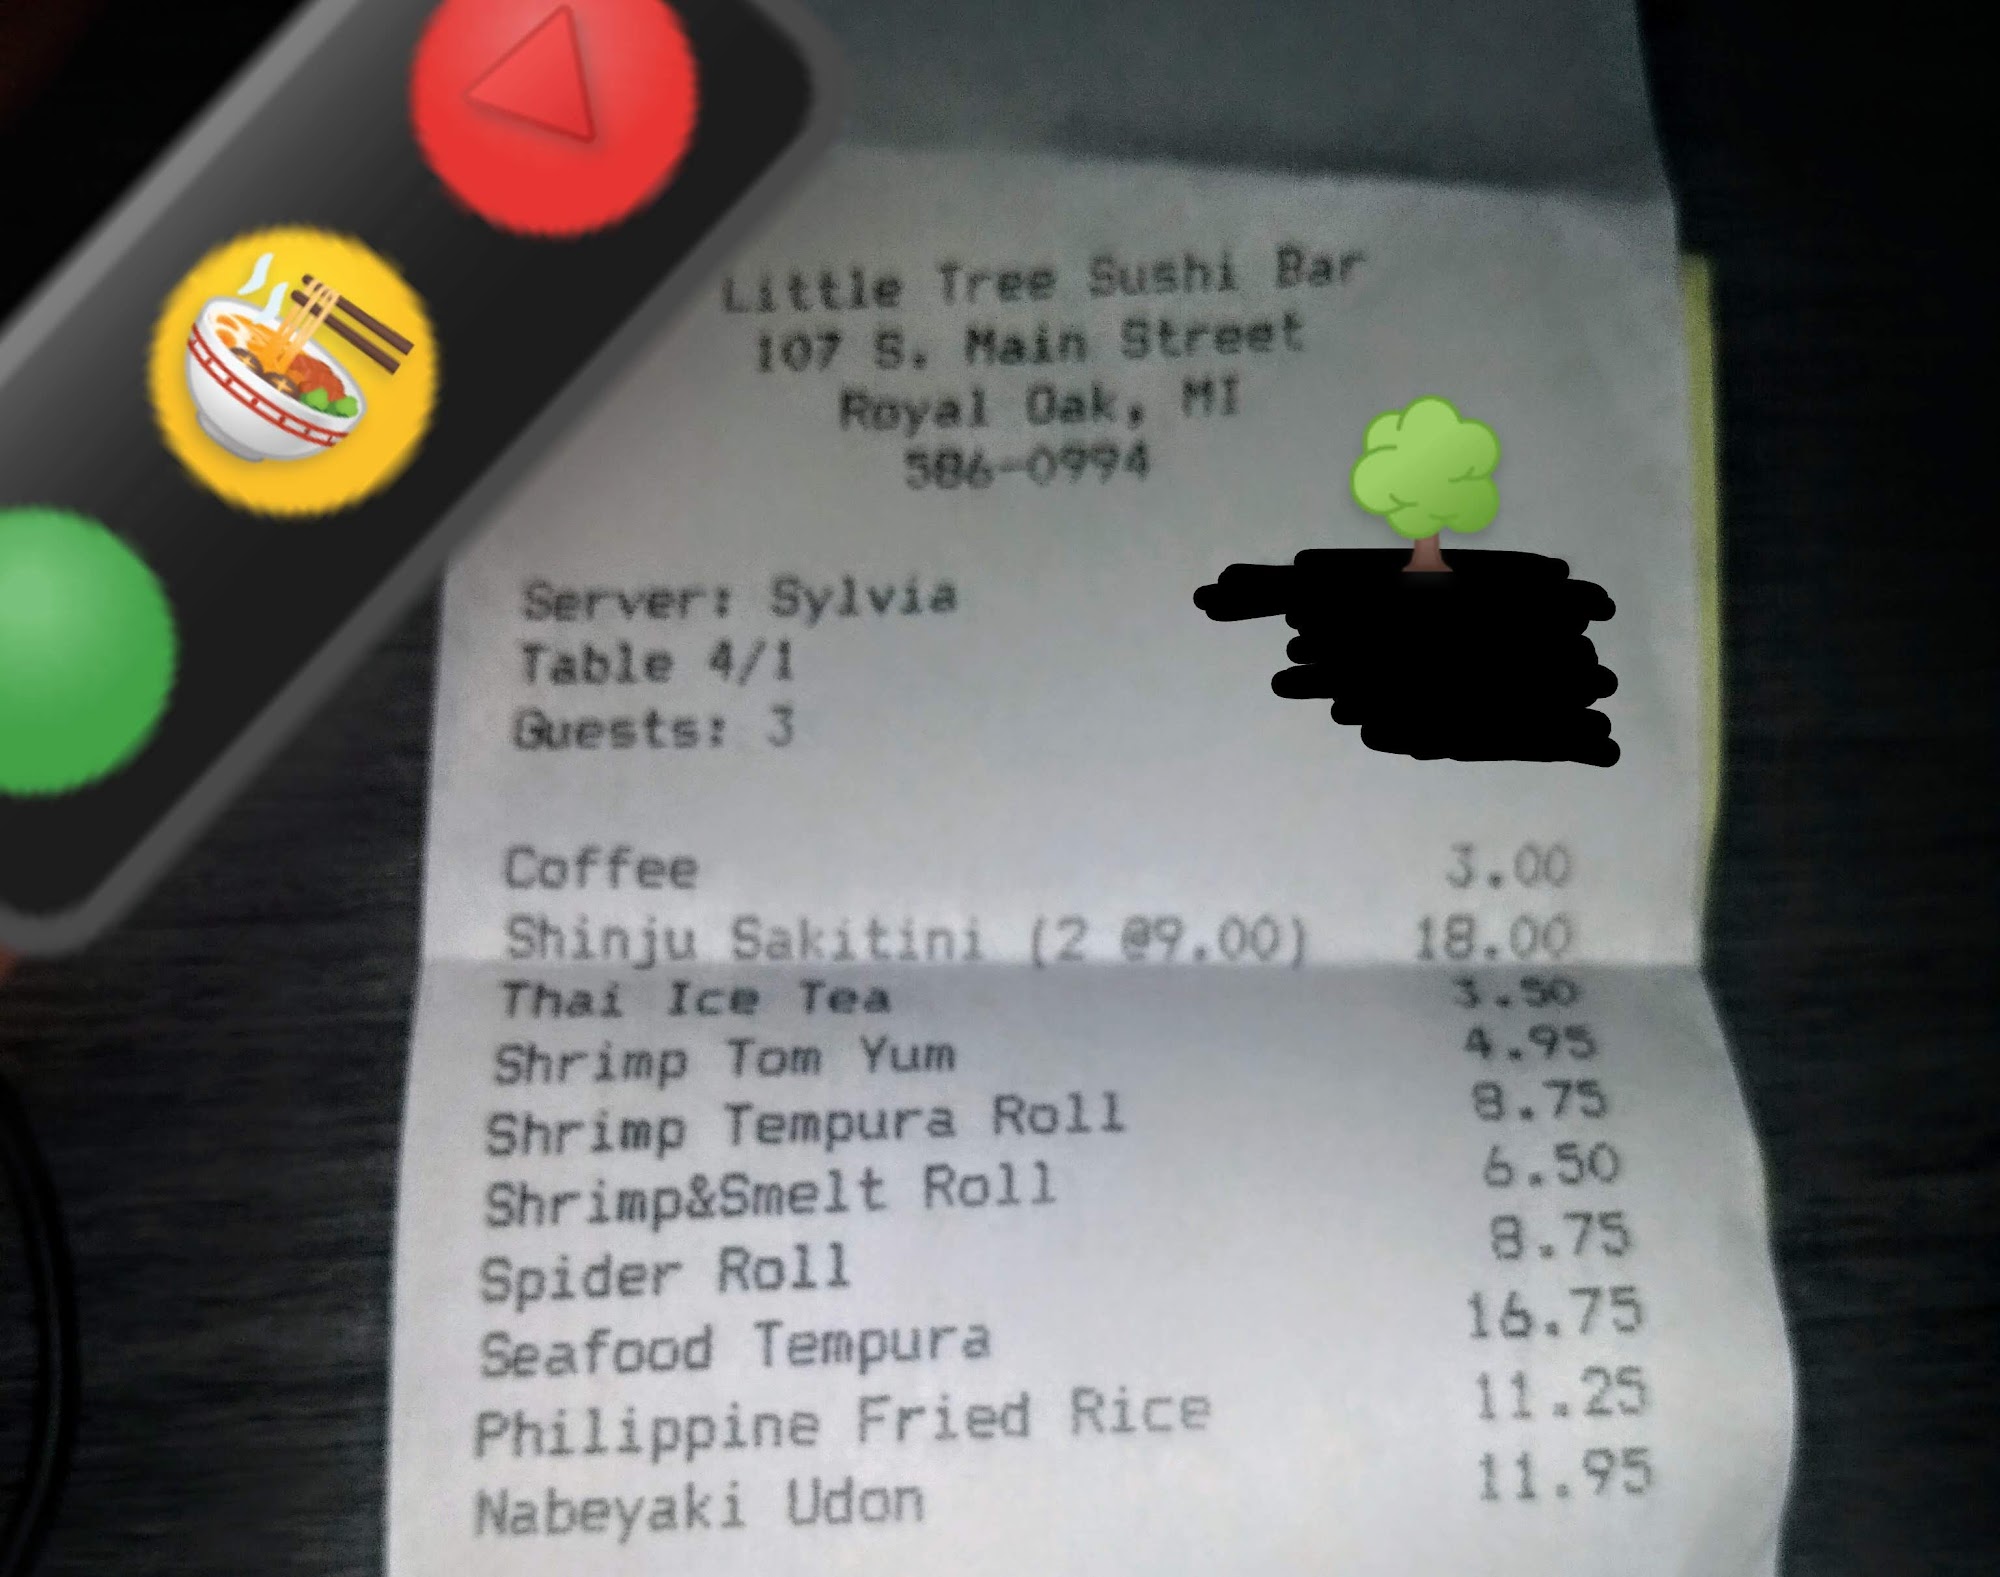 Little Tree Sushi Bar
107 S. Main Street
Royal Oak, MI
586-0994
Server: Sylvia
Table 4/1
Guests: 3
Coffee 3.00
Shinju Sakitini (2 @9.00) 18.00
Thai Ice Tea 3.50
Shrimp Tom Yum 4.95
Shrimp Tempura Roll 8.75
Shrimp&Smelt Roll 6.50
Spider Roll 8.75
Seafood Tempura 16.75
Philippine Fried Rice 11.25
Nabeyaki Udon 11.95